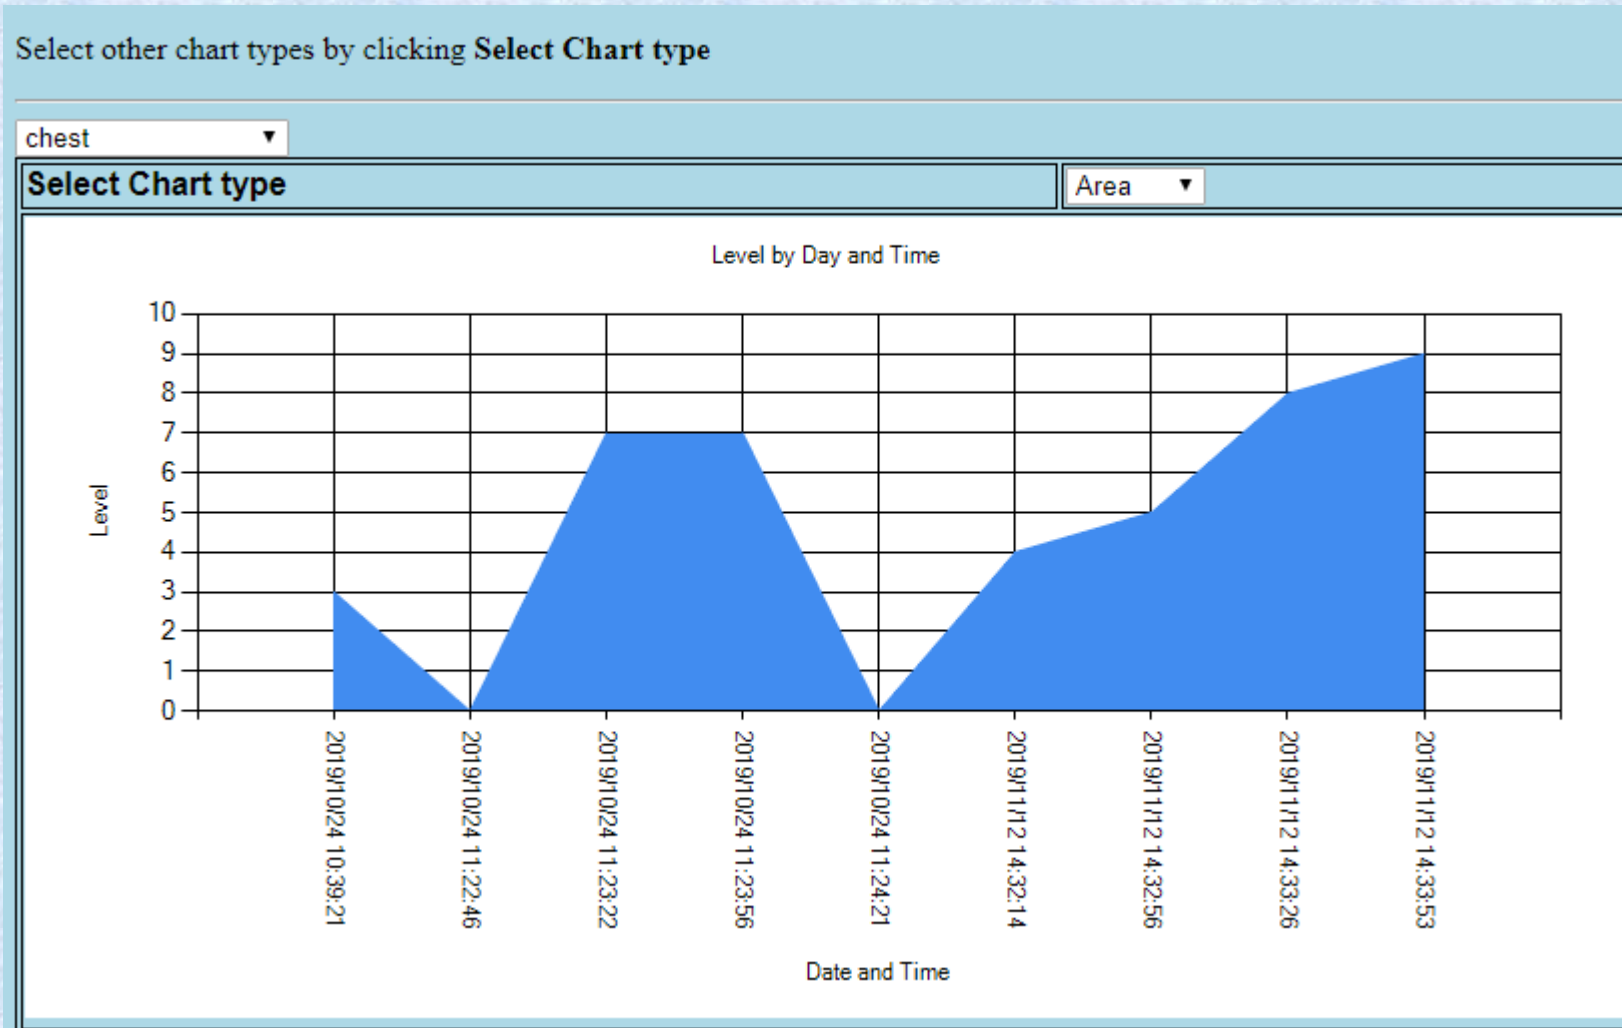 Select other chart types by clicking Select Chart type
chest
Select Chart type
Area
Level by Day and Time
10
9
8
7
6
5
4
3
2
1
0
Level
2019/10/24 10:39:21
2019/10/24 11:22:46
2019/10/24 11:23:22
2019/10/24 11:23:56
2019/10/24 11:24:21
2019/11/12 14:32:14
2019/11/12 14:32:56
2019/11/12 14:33:26
2019/11/12 14:33:53
Date and Time